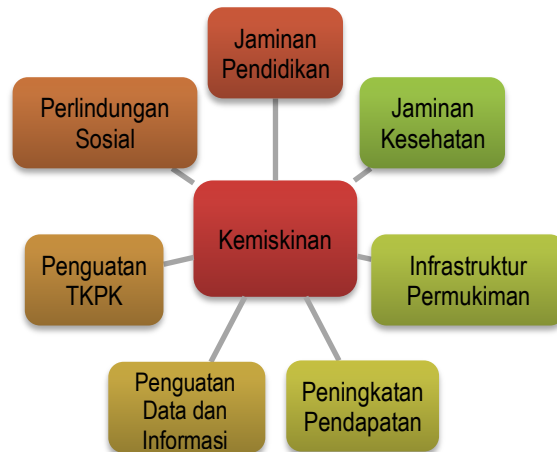 Jaminan
Pendidikan
Perlindungan
Sosial
Jaminan
Kesehatan
Kemiskinan
Penguatan
TKPK
Infrastruktur
Permukiman
Penguatan
Data dan
Informasi
Peningkatan
Pendapatan